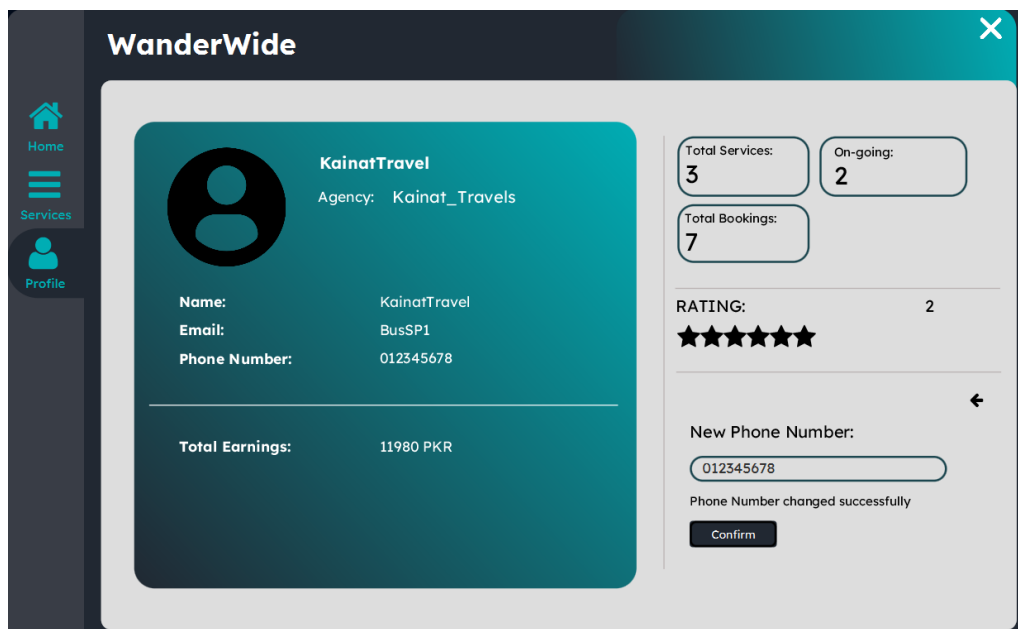 WanderWide
Home
Services
Profile
KainatTravel
Agency: Kainat_Travels
Name: KainatTravel
Email: BusSP1
Phone Number: 012345678
Total Earnings: 11980 PKR
Total Services:
3
On-going:
2
Total Bookings:
7
RATING: 2
New Phone Number:
012345678
Phone Number changed successfully
Confirm